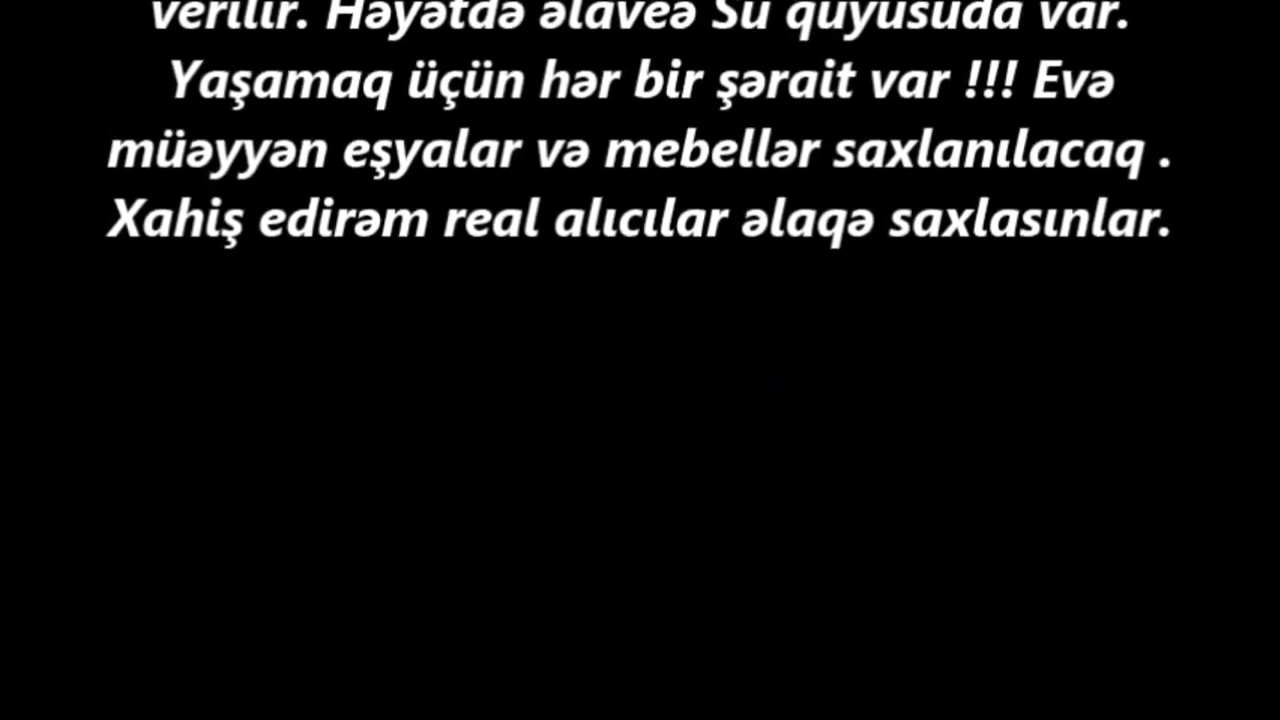 verilir. Həyətdə əlaveə Su quyusuda var.
Yaşamaq üçün hər bir şərait var !!! Evə
müəyyən eşyalar və mebellər saxlanılacaq .
Xahiş edirəm real alıcılar əlaqə saxlasınlar.